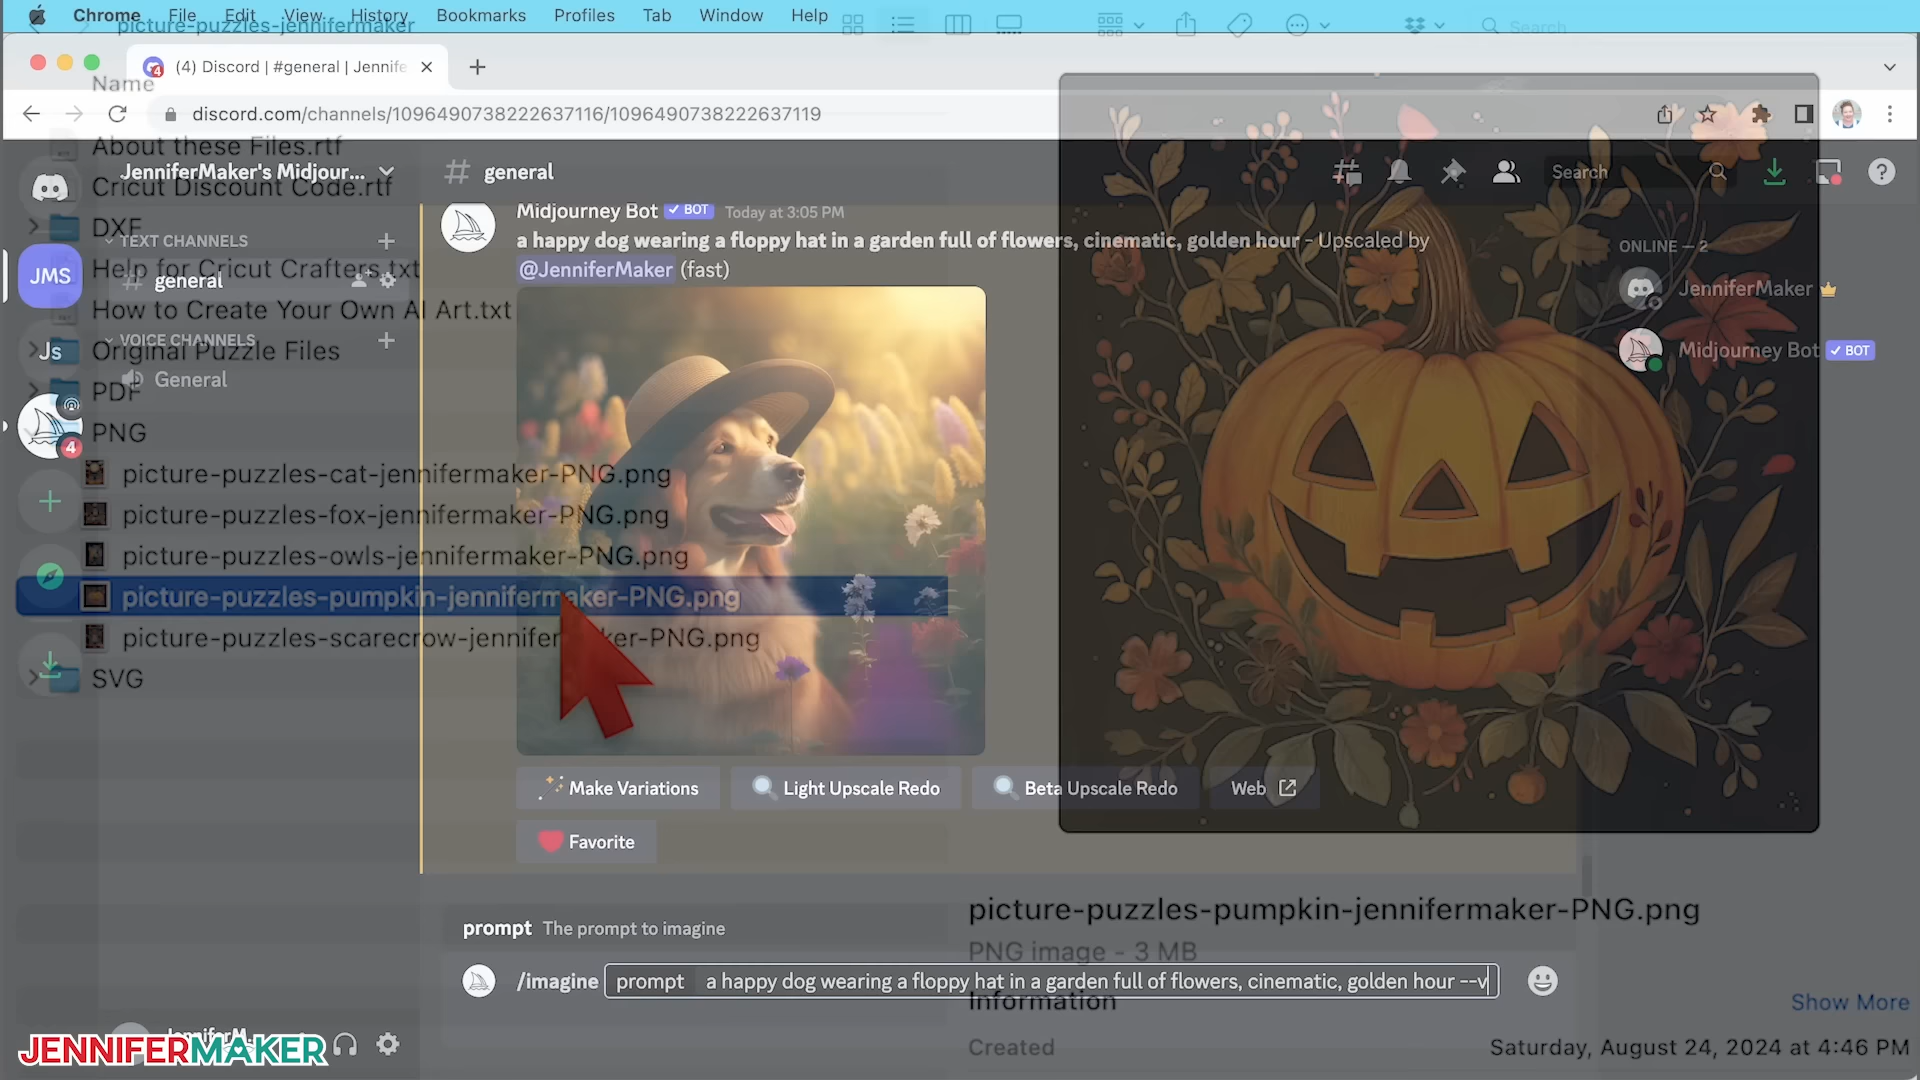 Chrome File Edit View History Bookmarks Profiles Tab Window Help
picture-puzzles-jennifermaker
Search
(4) Discord | #general | Jennife
Name
discord.com/channels/1096490738222637116/1096490738222637119
About these Files.rtf
JenniferMaker's Midjour...
general
Search
Cricut Discount Code.rtf
Midjourney Bot BOT Today at 3:05 PM
DXF
TEXT CHANNELS
a happy dog wearing a floppy hat in a garden full of flowers, cinematic, golden hour - Upscaled by
@JenniferMaker (fast)
ONLINE — 2
JMS
Help for Cricut Crafters.txt
general
JenniferMaker
How to Create Your Own AI Art.txt
VOICE CHANNELS
Js
Original Puzzle Files
Midjourney Bot BOT
General
PDF
PNG
4
picture-puzzles-cat-jennifermaker-PNG.png
picture-puzzles-fox-jennifermaker-PNG.png
picture-puzzles-owls-jennifermaker-PNG.png
picture-puzzles-pumpkin-jennifermaker-PNG.png
picture-puzzles-scarecrow-jennifermaker-PNG.png
SVG
Make Variations
Light Upscale Redo
Beta Upscale Redo
Web
Favorite
picture-puzzles-pumpkin-jennifermaker-PNG.png
prompt The prompt to imagine
PNG image - 3 MB
/imagine prompt a happy dog wearing a floppy hat in a garden full of flowers, cinematic, golden hour --v
Information
Show More
JenniferM...
JENNIFERMAKER
Created
Saturday, August 24, 2024 at 4:46 PM